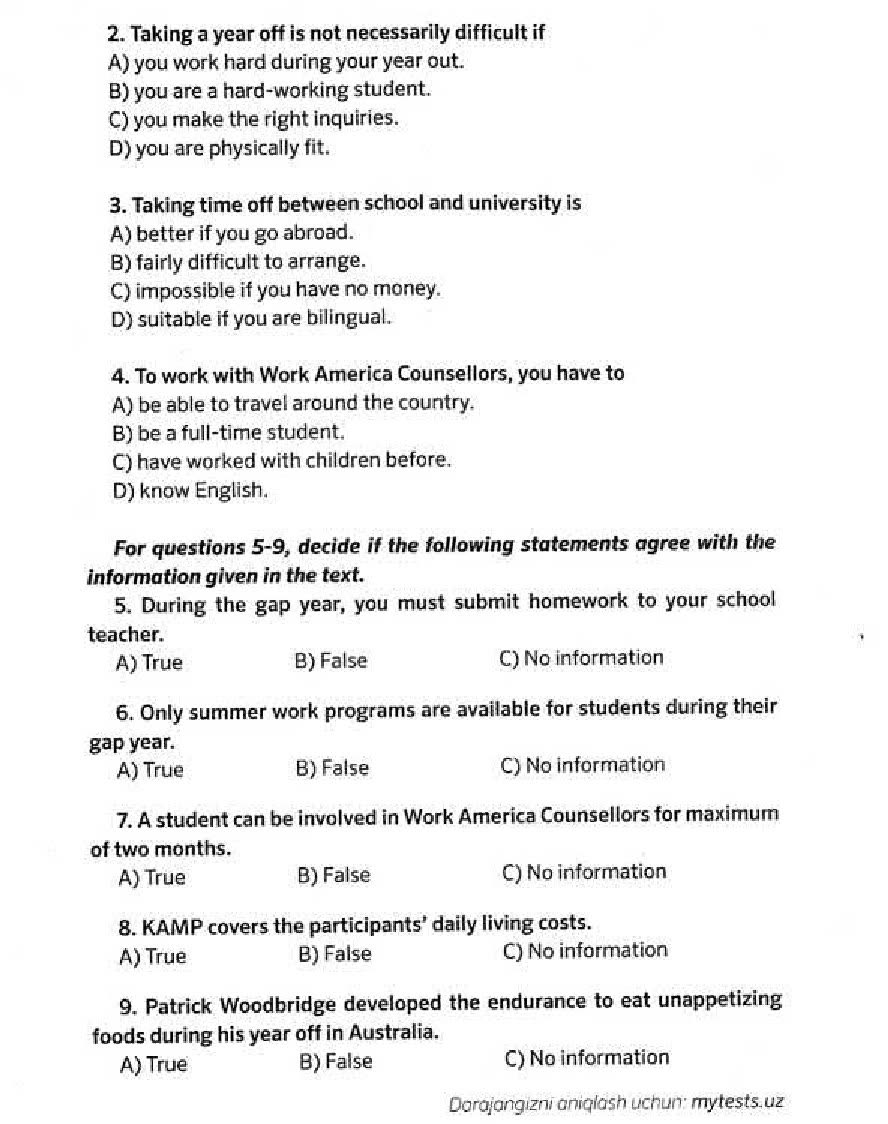 2. Taking a year off is not necessarily difficult if
A) you work hard during your year out.
B) you are a hard-working student.
C) you make the right inquiries.
D) you are physically fit.
3. Taking time off between school and university is
A) better if you go abroad.
B) fairly difficult to arrange.
C) impossible if you have no money.
D) suitable if you are bilingual.
4. To work with Work America Counsellors, you have to
A) be able to travel around the country.
B) be a full-time student.
C) have worked with children before.
D) know English.
For questions 5-9, decide if the following statements agree with the
information given in the text.
5. During the gap year, you must submit homework to your school
teacher.
A) True B) False C) No information
6. Only summer work programs are available for students during their
gap year.
A) True B) False C) No information
7. A student can be involved in Work America Counsellors for maximum
of two months.
A) True B) False C) No information
8. KAMP covers the participants' daily living costs.
A) True B) False C) No information
9. Patrick Woodbridge developed the endurance to eat unappetizing
foods during his year off in Australia.
A) True B) False C) No information
Darajangizni aniqlash uchun: mytests.uz